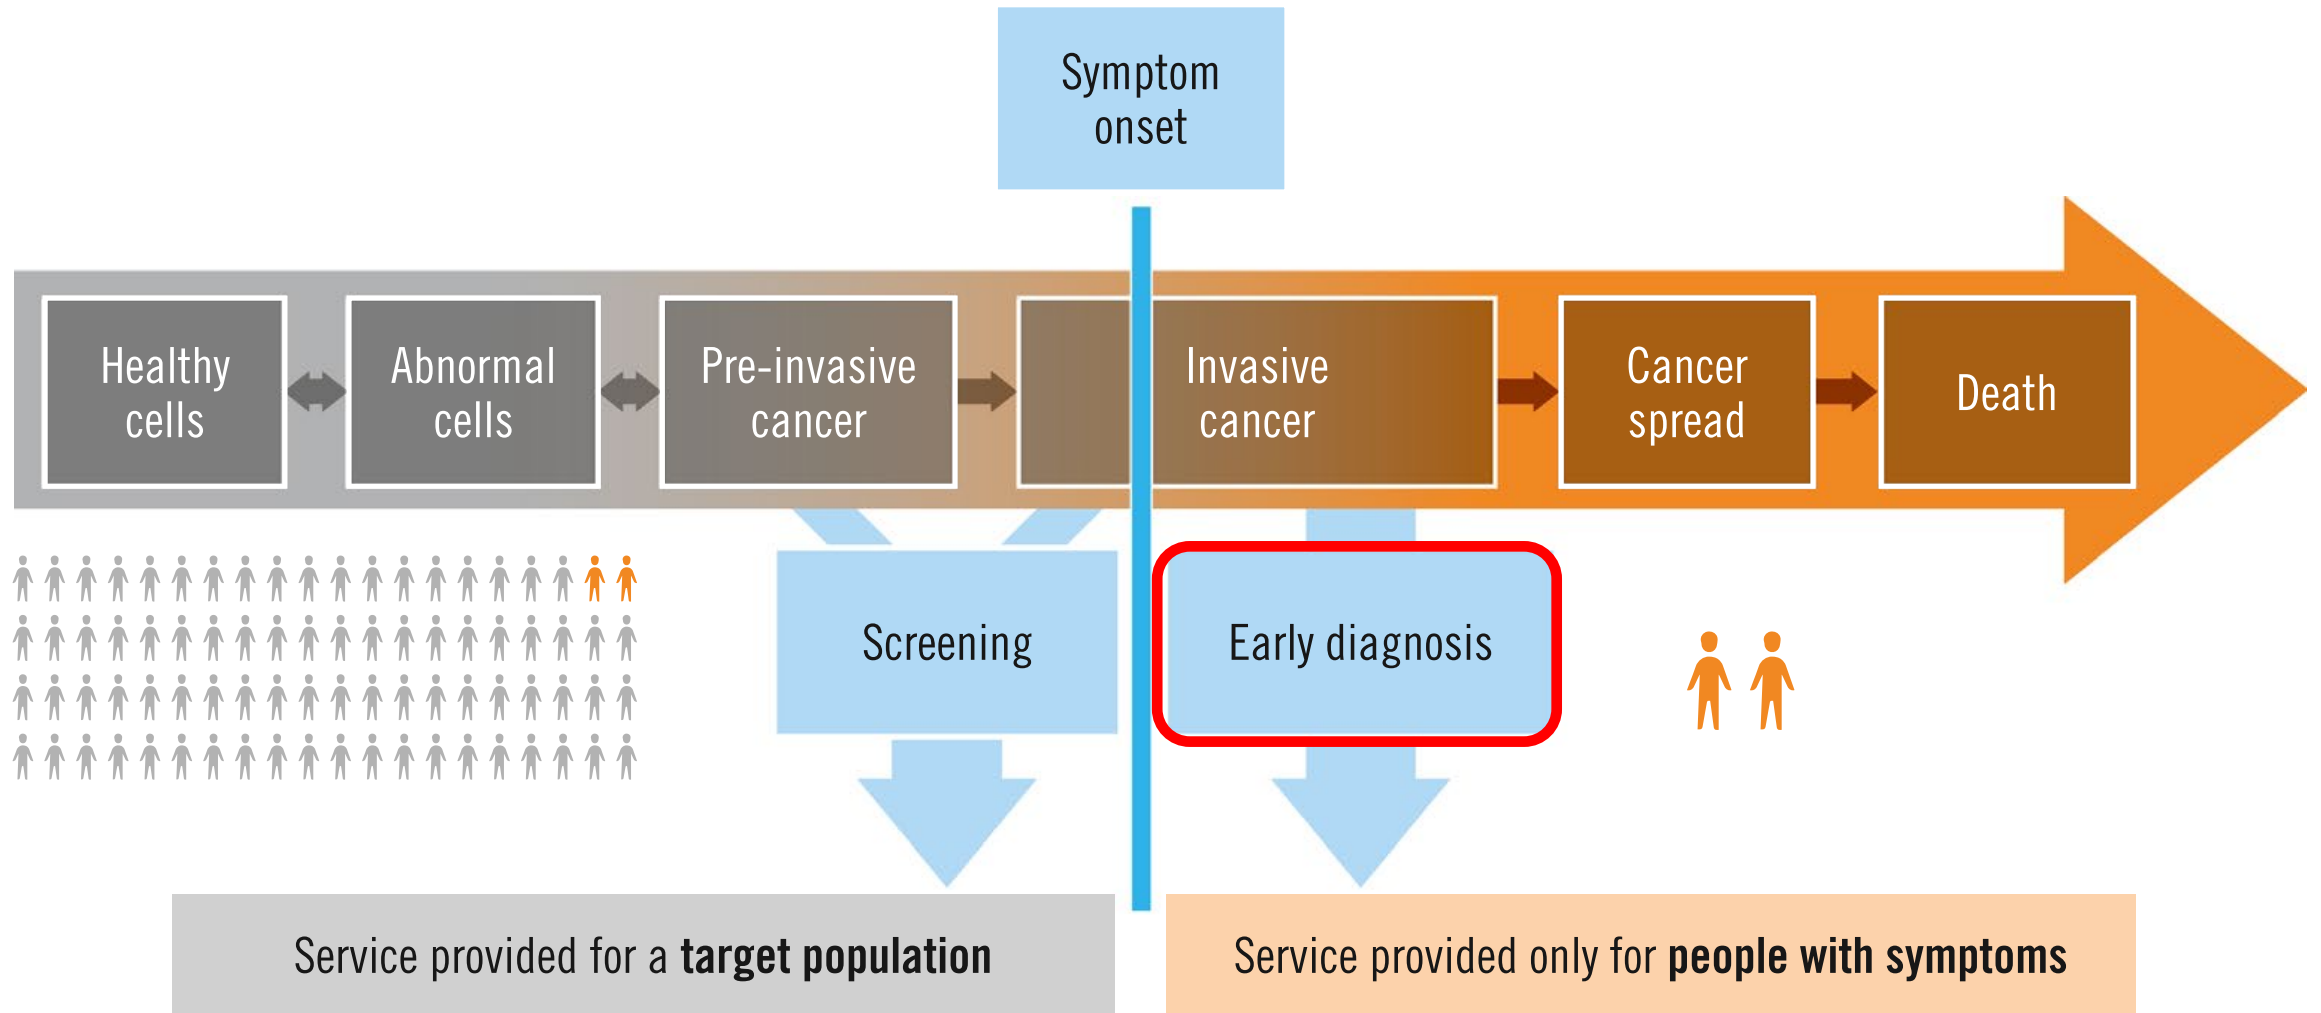 Symptom
onset
Healthy
cells
Abnormal
cells
Pre-invasive
cancer
Invasive
cancer
Cancer
spread
Death
Screening
Early diagnosis
Service provided for a target population
Service provided only for people with symptoms